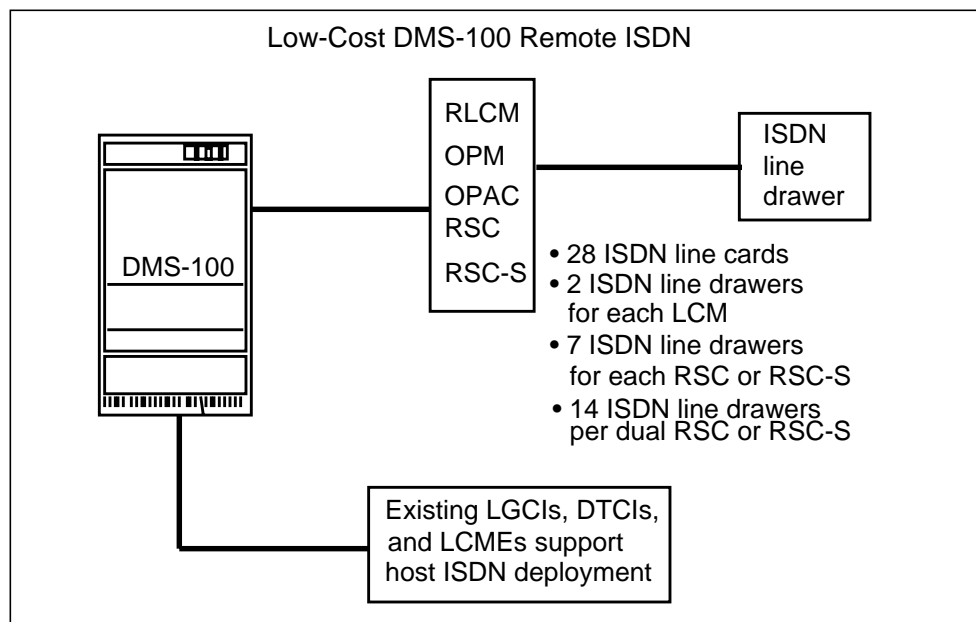 Low-Cost DMS-100 Remote ISDN
DMS-100
RLCM
OPM
OPAC
RSC
RSC-S
ISDN
line
drawer
• 28 ISDN line cards
• 2 ISDN line drawers
for each LCM
• 7 ISDN line drawers
for each RSC or RSC-S
• 14 ISDN line drawers
per dual RSC or RSC-S
Existing LGCIs, DTCIs,
and LCMEs support
host ISDN deployment